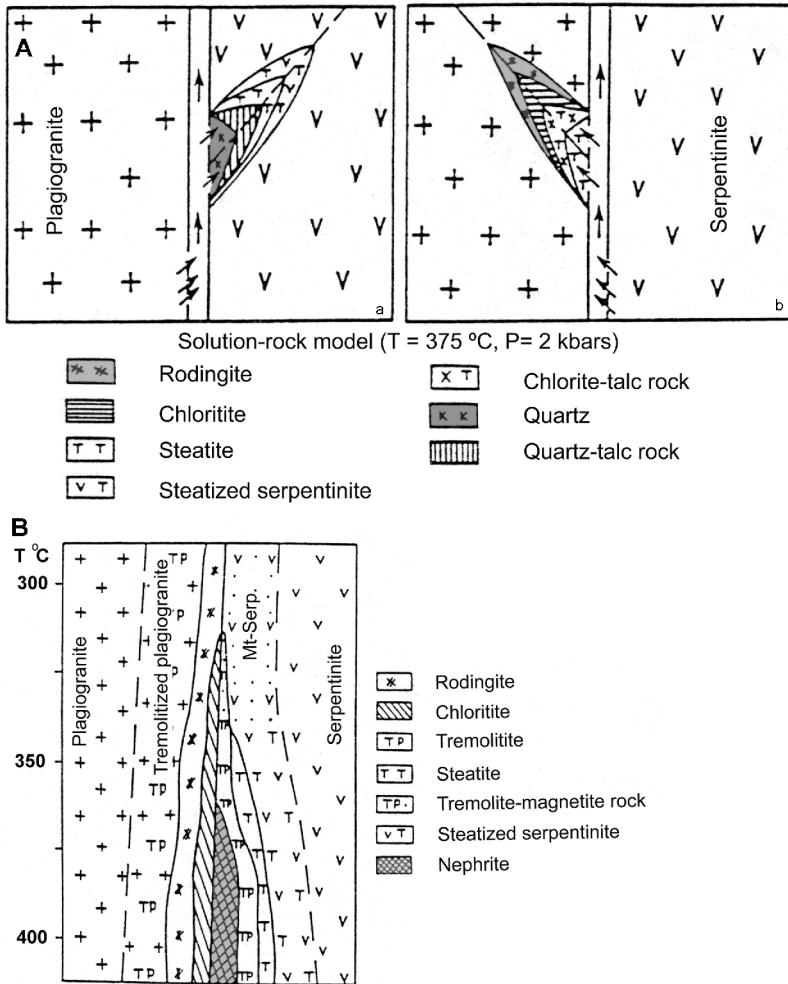 A
Plagiogranite
a
Serpentinite
b
Solution-rock model (T = 375 ºC, P= 2 kbars)
Rodingite
Chloritite
Steatite
Steatized serpentinite
Chlorite-talc rock
Quartz
Quartz-talc rock
B
T °C
300
350
400
Plagiogranite
Tremolitized plagiogranite
Mt-Serp.
Serpentinite
Rodingite
Chloritite
TP Tremolitite
T T Steatite
TP. Tremolite-magnetite rock
V T Steatized serpentinite
Nephrite